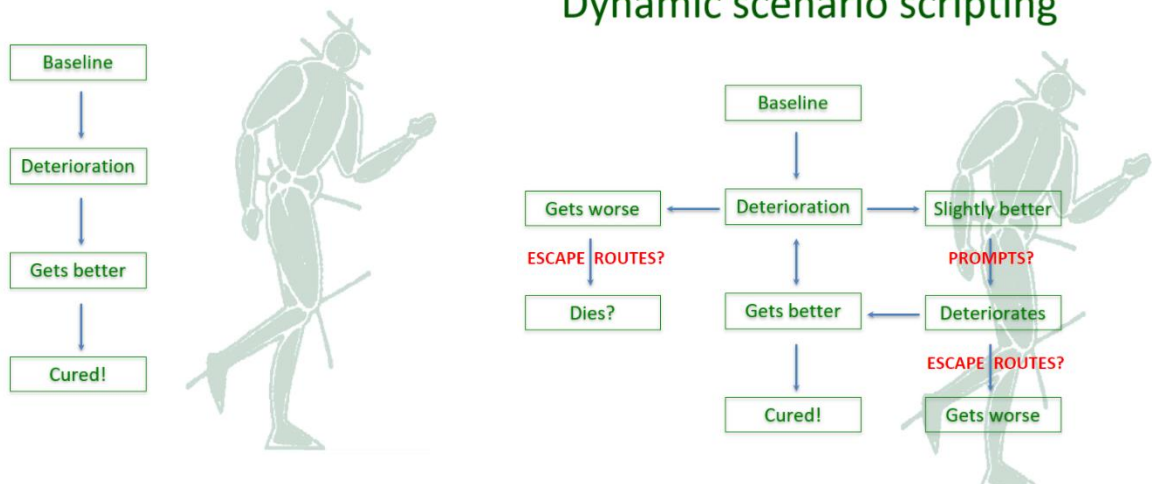 Dynamic scenario scripting
Baseline
Deterioration
Gets better
Cured!
Baseline
Gets worse
Deterioration
Slightly better
ESCAPE ROUTES?
PROMPTS?
Dies?
Gets better
Deteriorates
ESCAPE ROUTES?
Cured!
Gets worse